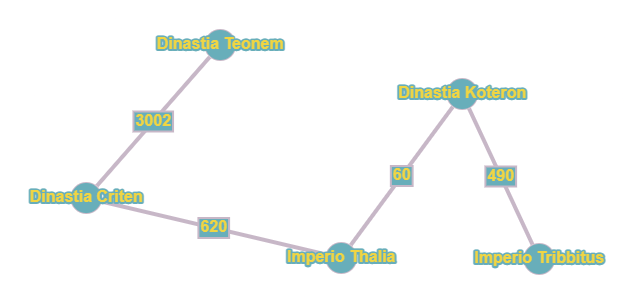 Dinastia Teonem
Dinastia Koteron
3002
60
490
Dinastia Criten
620
Imperio Thalia
Imperio Tribbitus